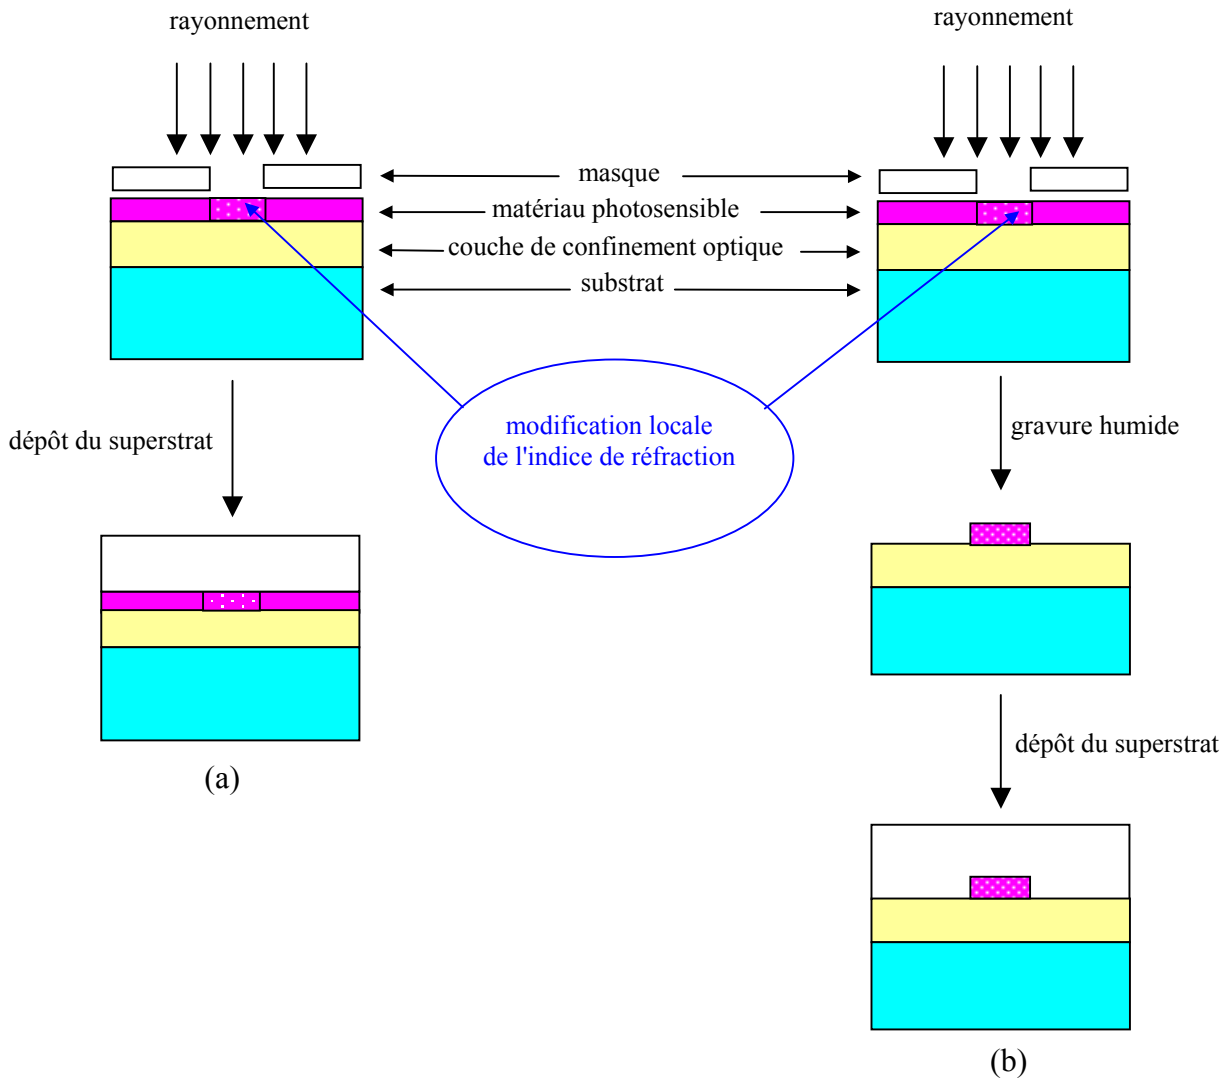 rayonnement
rayonnement
masque
matériau photosensible
couche de confinement optique
substrat
modification locale
de l'indice de réfraction
dépôt du superstrat
gravure humide
dépôt du superstrat
(a)
(b)